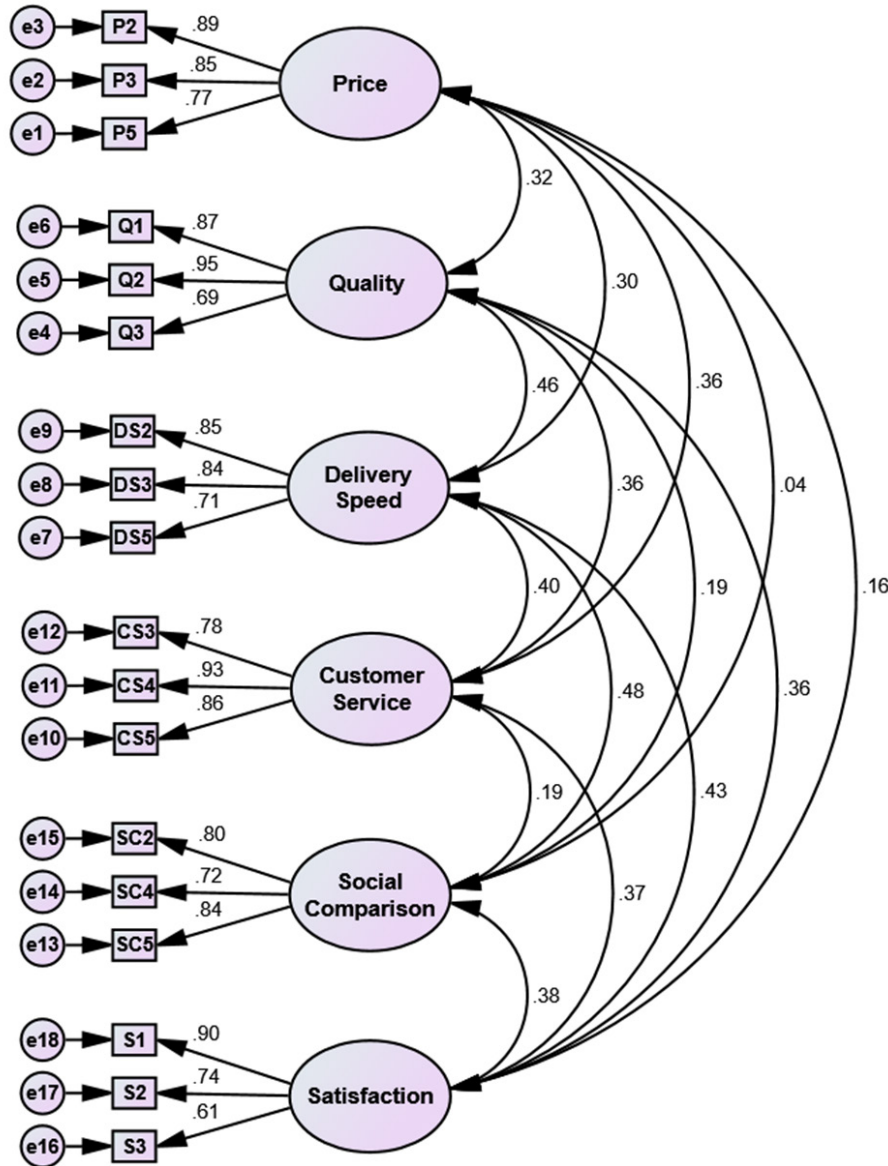 e3 P2 .89
e2 P3 .85
e1 P5 .77
Price
.32
e6 Q1 .87
e5 Q2 .95
e4 Q3 .69
Quality
.30
.46
.36
e9 DS2 .85
e8 DS3 .84
e7 DS5 .71
Delivery
Speed
.36
.04
.40
.19
.16
e12 CS3 .78
e11 CS4 .93
e10 CS5 .86
Customer
Service
.48
.36
.19
.43
e15 SC2 .80
e14 SC4 .72
e13 SC5 .84
Social
Comparison
.37
.38
e18 S1 .90
e17 S2 .74
e16 S3 .61
Satisfaction